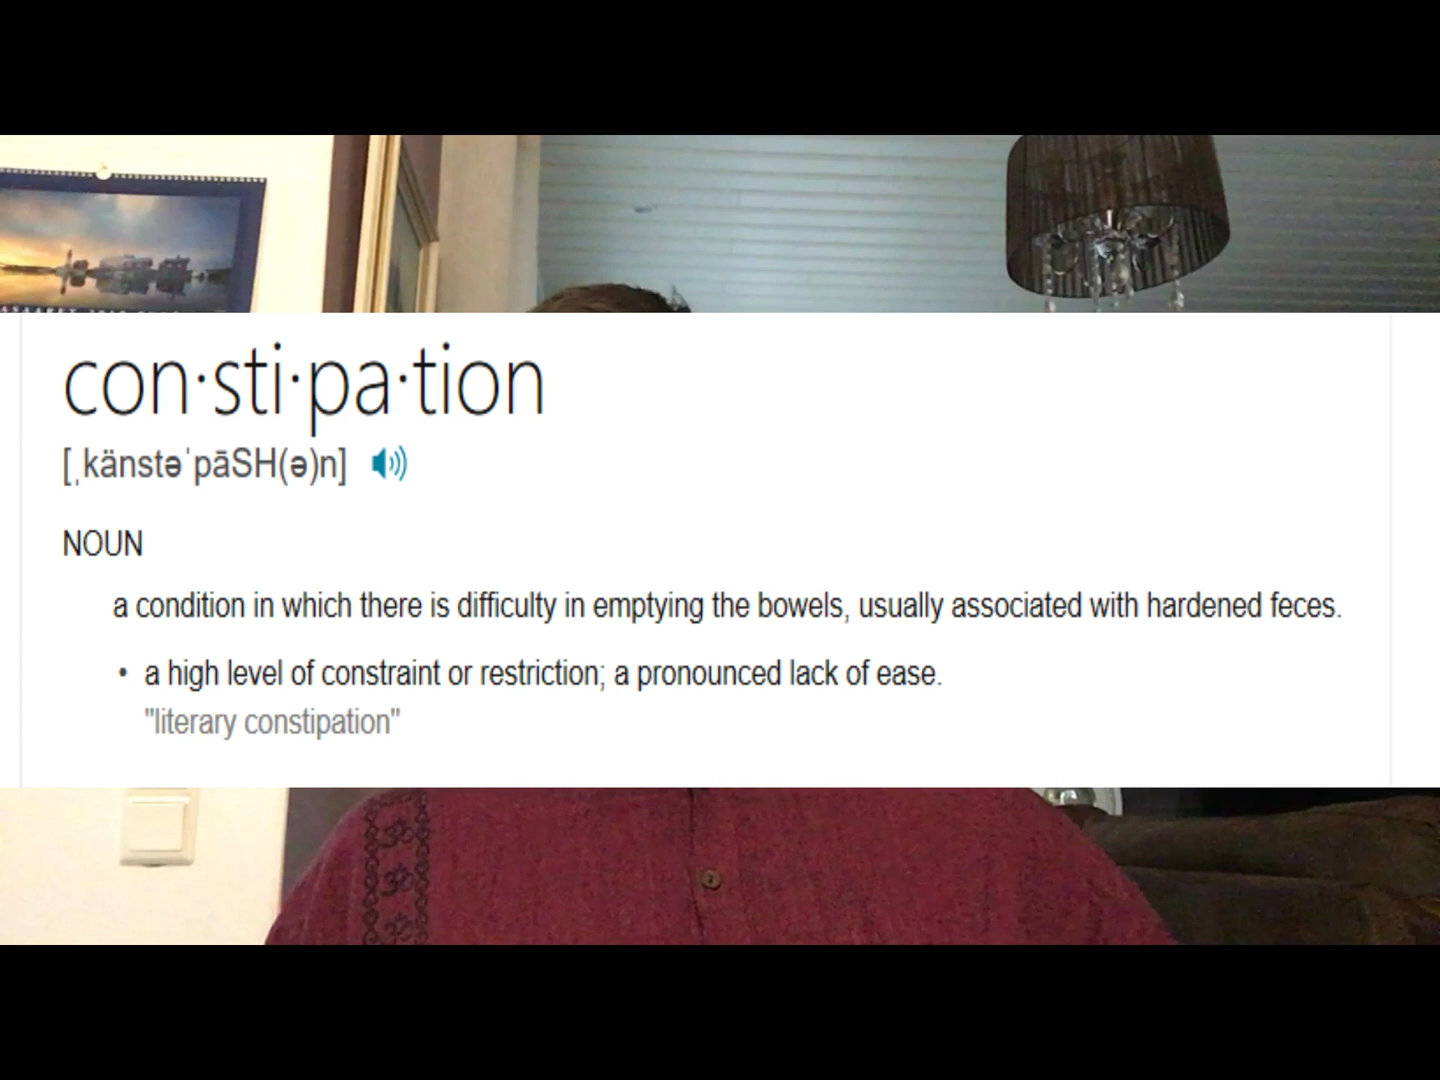 con·sti·pa·tion
[ˌkänstəˈpāSH(ə)n]
NOUN
a condition in which there is difficulty in emptying the bowels, usually associated with hardened feces.
• a high level of constraint or restriction; a pronounced lack of ease.
"literary constipation"